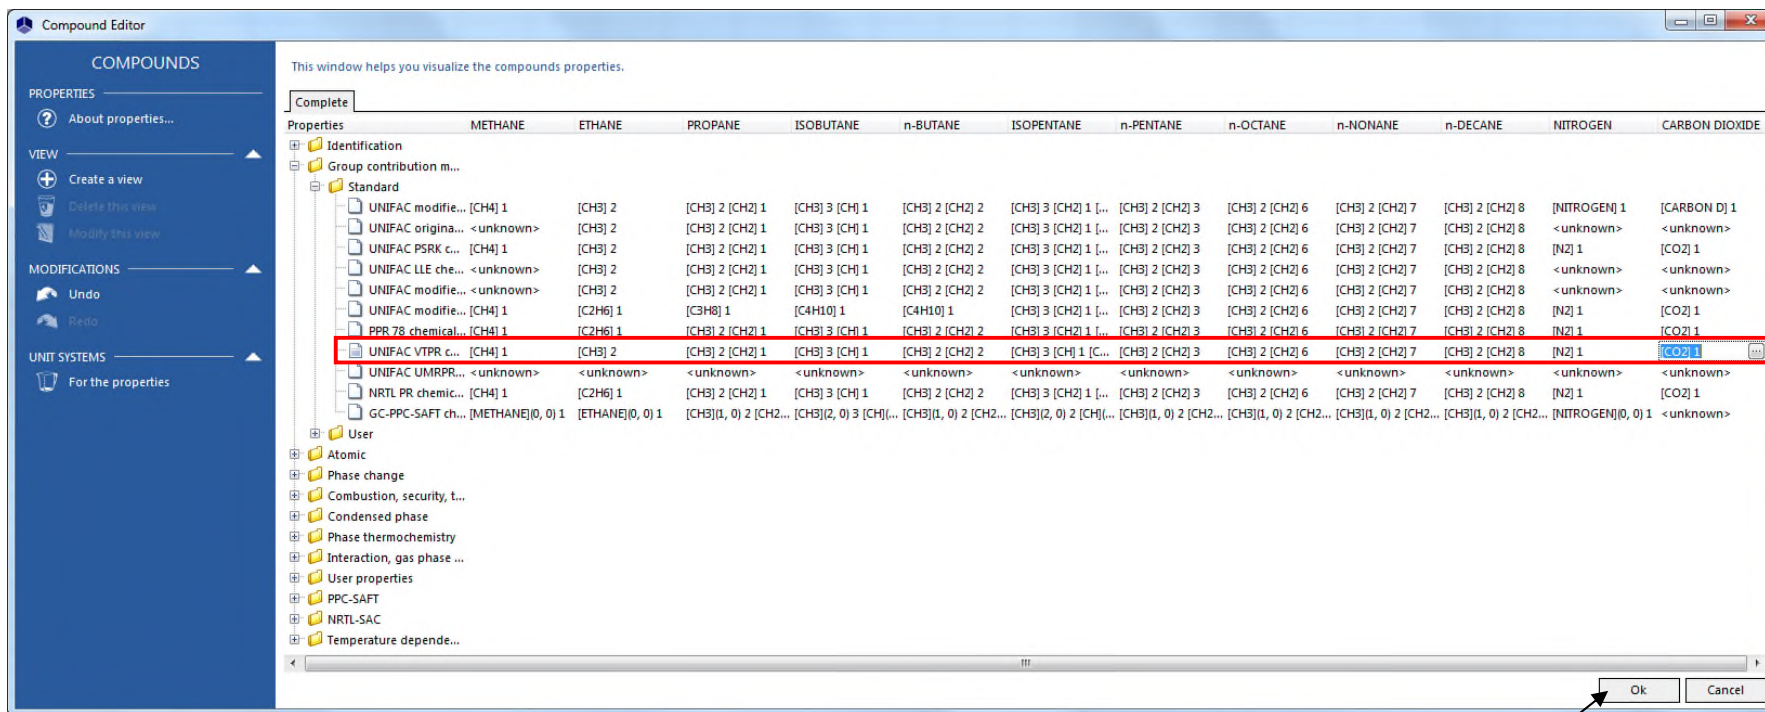 Compound Editor
COMPOUNDS
PROPERTIES
About properties...
VIEW
Create a view
Delete this view
Modify this view
MODIFICATIONS
Undo
Redo
UNIT SYSTEMS
For the properties
This window helps you visualize the compounds properties.
Complete
Properties METHANE ETHANE PROPANE ISOBUTANE n-BUTANE ISOPENTANE n-PENTANE n-OCTANE n-NONANE n-DECANE NITROGEN CARBON DIOXIDE
Identification
Group contribution m...
Standard
UNIFAC modifie... [CH4] 1 [CH3] 2 [CH3] 2 [CH2] 1 [CH3] 3 [CH] 1 [CH3] 2 [CH2] 2 [CH3] 3 [CH2] 1 [... [CH3] 2 [CH2] 3 [CH3] 2 [CH2] 6 [CH3] 2 [CH2] 7 [CH3] 2 [CH2] 8 [NITROGEN] 1 [CARBON D] 1
UNIFAC origina... <unknown> [CH3] 2 [CH3] 2 [CH2] 1 [CH3] 3 [CH] 1 [CH3] 2 [CH2] 2 [CH3] 3 [CH2] 1 [... [CH3] 2 [CH2] 3 [CH3] 2 [CH2] 6 [CH3] 2 [CH2] 7 [CH3] 2 [CH2] 8 <unknown> <unknown>
UNIFAC PSRK c... [CH4] 1 [CH3] 2 [CH3] 2 [CH2] 1 [CH3] 3 [CH] 1 [CH3] 2 [CH2] 2 [CH3] 3 [CH2] 1 [... [CH3] 2 [CH2] 3 [CH3] 2 [CH2] 6 [CH3] 2 [CH2] 7 [CH3] 2 [CH2] 8 [N2] 1 [CO2] 1
UNIFAC LLE che... <unknown> [CH3] 2 [CH3] 2 [CH2] 1 [CH3] 3 [CH] 1 [CH3] 2 [CH2] 2 [CH3] 3 [CH2] 1 [... [CH3] 2 [CH2] 3 [CH3] 2 [CH2] 6 [CH3] 2 [CH2] 7 [CH3] 2 [CH2] 8 <unknown> <unknown>
UNIFAC modifie... <unknown> [CH3] 2 [CH3] 2 [CH2] 1 [CH3] 3 [CH] 1 [CH3] 2 [CH2] 2 [CH3] 3 [CH2] 1 [... [CH3] 2 [CH2] 3 [CH3] 2 [CH2] 6 [CH3] 2 [CH2] 7 [CH3] 2 [CH2] 8 <unknown> <unknown>
UNIFAC modifie... [CH4] 1 [C2H6] 1 [C3H8] 1 [C4H10] 1 [C4H10] 1 [CH3] 3 [CH2] 1 [... [CH3] 2 [CH2] 3 [CH3] 2 [CH2] 6 [CH3] 2 [CH2] 7 [CH3] 2 [CH2] 8 [N2] 1 [CO2] 1
PPR 78 chemical... [CH4] 1 [C2H6] 1 [CH3] 2 [CH2] 1 [CH3] 3 [CH] 1 [CH3] 2 [CH2] 2 [CH3] 3 [CH2] 1 [... [CH3] 2 [CH2] 3 [CH3] 2 [CH2] 6 [CH3] 2 [CH2] 7 [CH3] 2 [CH2] 8 [N2] 1 [CO2] 1
UNIFAC VTPR c... [CH4] 1 [CH3] 2 [CH3] 2 [CH2] 1 [CH3] 3 [CH] 1 [CH3] 2 [CH2] 2 [CH3] 3 [CH] 1 [C... [CH3] 2 [CH2] 3 [CH3] 2 [CH2] 6 [CH3] 2 [CH2] 7 [CH3] 2 [CH2] 8 [N2] 1 [CO2] 1 ...
UNIFAC UMRPR... <unknown> <unknown> <unknown> <unknown> <unknown> <unknown> <unknown> <unknown> <unknown> <unknown> <unknown> <unknown>
NRTL PR chemic... [CH4] 1 [C2H6] 1 [CH3] 2 [CH2] 1 [CH3] 3 [CH] 1 [CH3] 2 [CH2] 2 [CH3] 3 [CH2] 1 [... [CH3] 2 [CH2] 3 [CH3] 2 [CH2] 6 [CH3] 2 [CH2] 7 [CH3] 2 [CH2] 8 [N2] 1 [CO2] 1
GC-PPC-SAFT ch... [METHANE](0, 0) 1 [ETHANE](0, 0) 1 [CH3](1, 0) 2 [CH2... [CH3](2, 0) 3 [CH](... [CH3](1, 0) 2 [CH2... [CH3](2, 0) 2 [CH](... [CH3](1, 0) 2 [CH2... [CH3](1, 0) 2 [CH2... [CH3](1, 0) 2 [CH2... [CH3](1, 0) 2 [CH2... [NITROGEN](0, 0) 1 <unknown>
User
Atomic
Phase change
Combustion, security, t...
Condensed phase
Phase thermochemistry
Interaction, gas phase ...
User properties
PPC-SAFT
NRTL-SAC
Temperature depende...
Ok Cancel